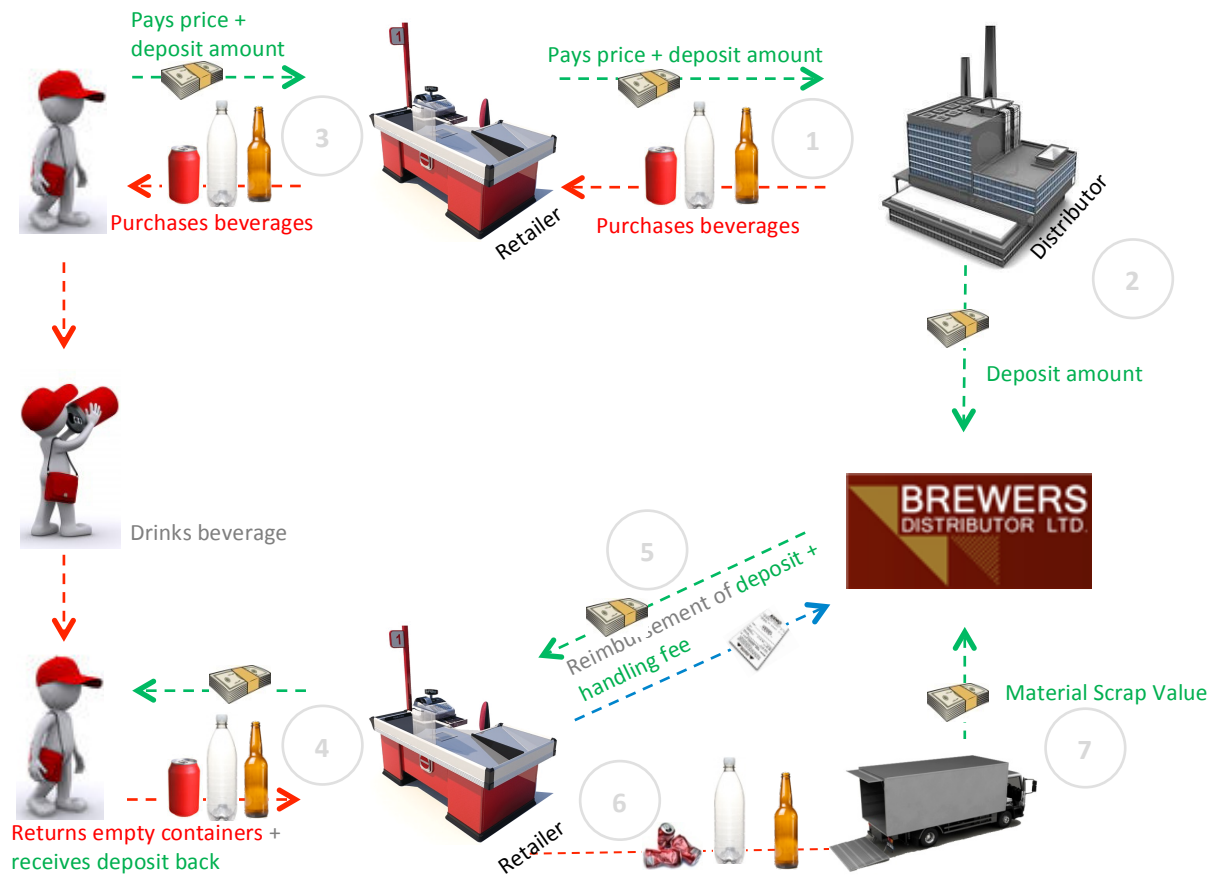 Pays price +
deposit amount
Pays price + deposit amount
1
3
1
Purchases beverages
Retailer
Purchases beverages
Distributor
2
Deposit amount
BREWERS
DISTRIBUTOR LTD.
Drinks beverage
5
Reimbursement of deposit +
handling fee
1
4
Material Scrap Value
7
6
Returns empty containers +
receives deposit back
Retailer